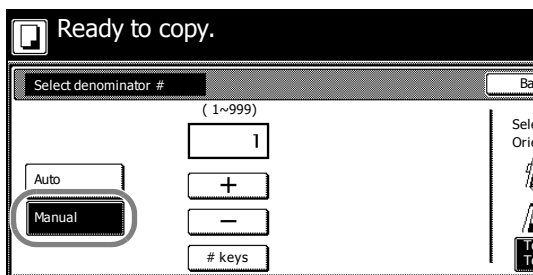 Ready to copy.
Select denominator #
Ba
( 1~999)
1
Sele
Orie
Auto
+
Manual
−
# keys